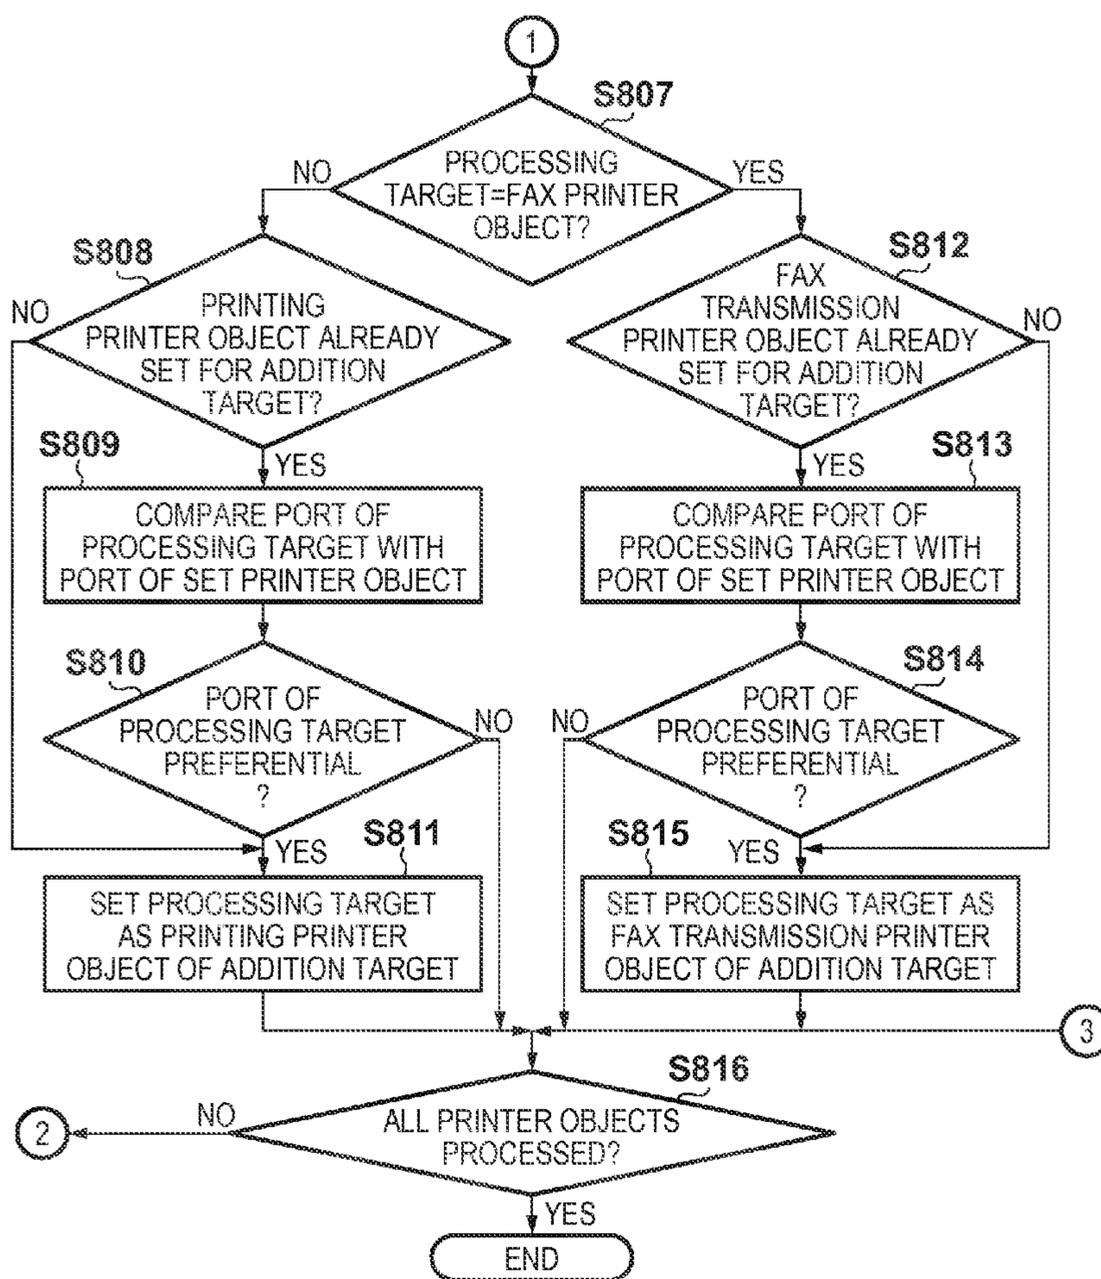 1
S807
PROCESSING
TARGET=FAX PRINTER
OBJECT?
NO
YES
S808
PRINTING
PRINTER OBJECT ALREADY
SET FOR ADDITION
TARGET?
NO
YES
S812
FAX
TRANSMISSION
PRINTER OBJECT ALREADY
SET FOR ADDITION
TARGET?
NO
YES
S809
COMPARE PORT OF
PROCESSING TARGET WITH
PORT OF SET PRINTER OBJECT
S813
COMPARE PORT OF
PROCESSING TARGET WITH
PORT OF SET PRINTER OBJECT
S810
PORT OF
PROCESSING TARGET
PREFERENTIAL
?
NO
YES
S814
PORT OF
PROCESSING TARGET
PREFERENTIAL
?
NO
YES
S811
SET PROCESSING TARGET
AS PRINTING PRINTER
OBJECT OF ADDITION TARGET
S815
SET PROCESSING TARGET AS
FAX TRANSMISSION PRINTER
OBJECT OF ADDITION TARGET
3
S816
ALL PRINTER OBJECTS
PROCESSED?
NO
2
YES
END